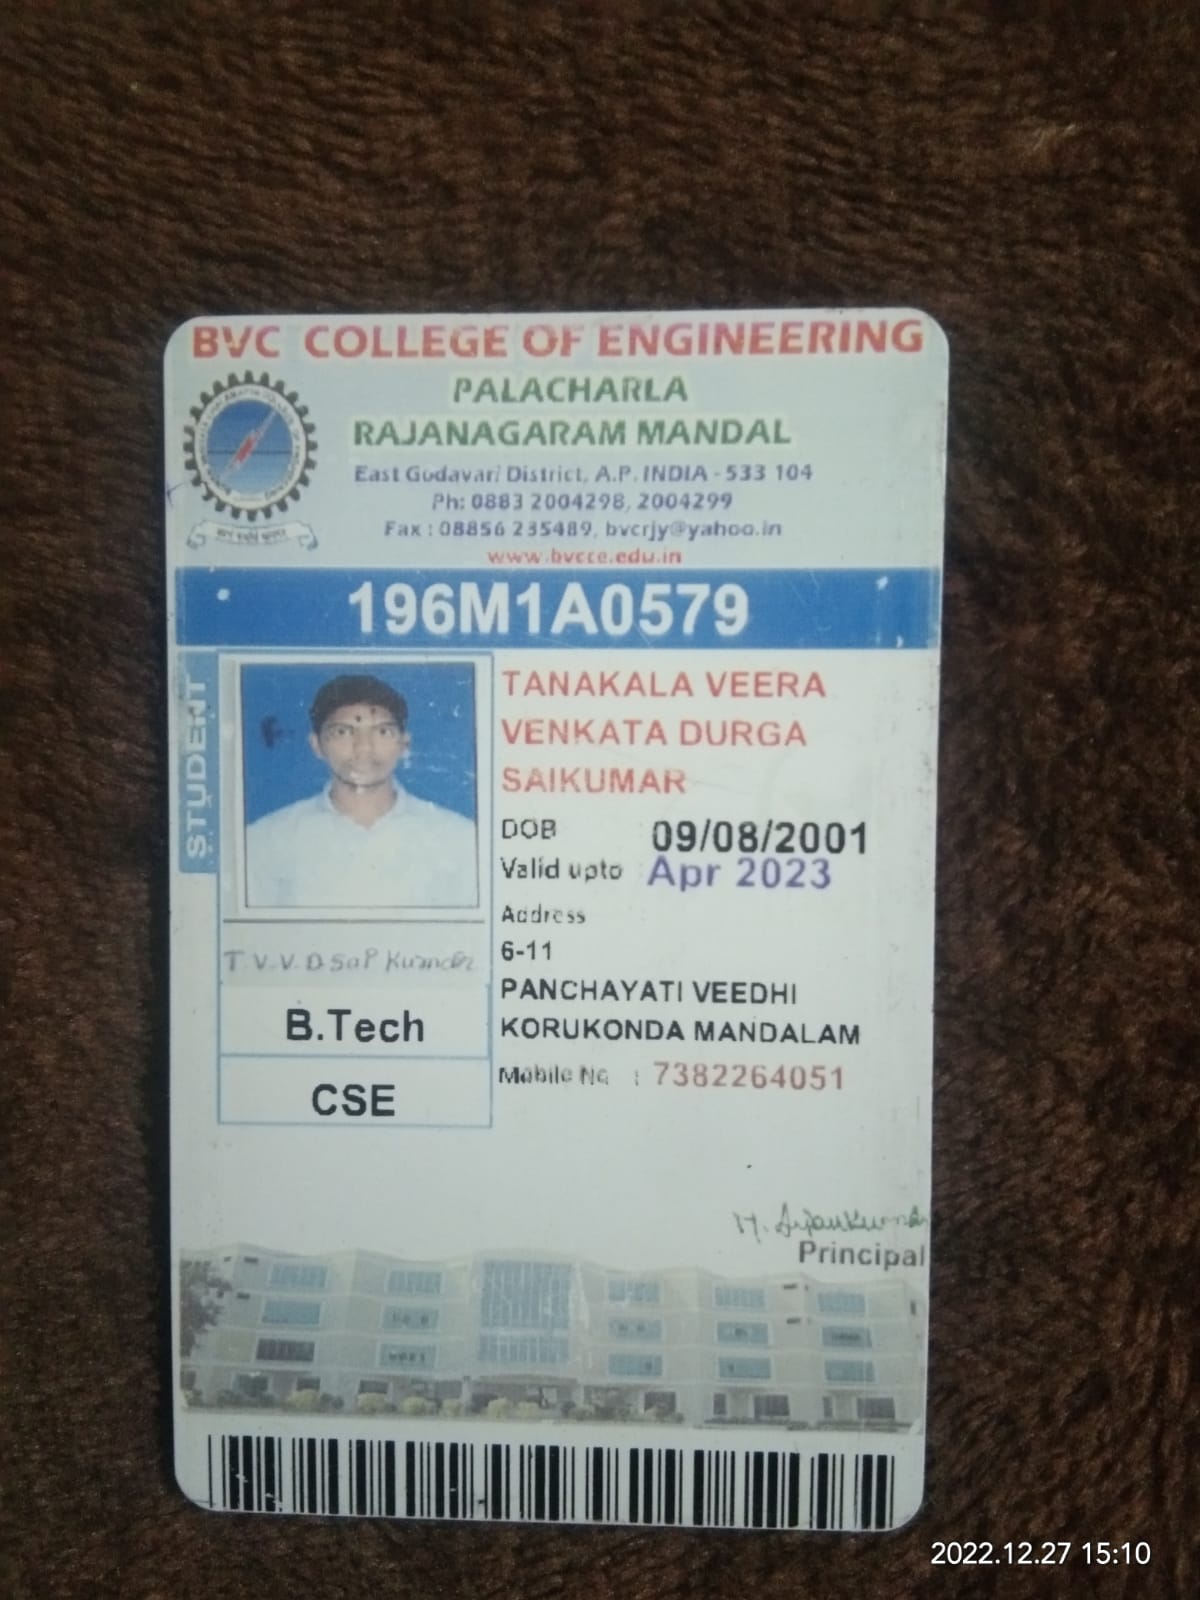 BVC COLLEGE OF ENGINEERING
PALACHARLA
RAJANAGARAM MANDAL
East Godavari District, A.P. INDIA - 533 104
Ph: 0883 2004298, 2004299
Fax : 08856 235489, bvcrjy@yahoo.in
www.bvcce.edu.in
196M1A0579
STUDENT
TANAKALA VEERA
VENKATA DURGA
SAIKUMAR
DOB 09/08/2001
Valid upto Apr 2023
Address
6-11
PANCHAYATI VEEDHI
KORUKONDA MANDALAM
Mobile No : 7382264051
T.V.V.D.Sai Kumar
B.Tech
CSE
Principal
2022.12.27 15:10